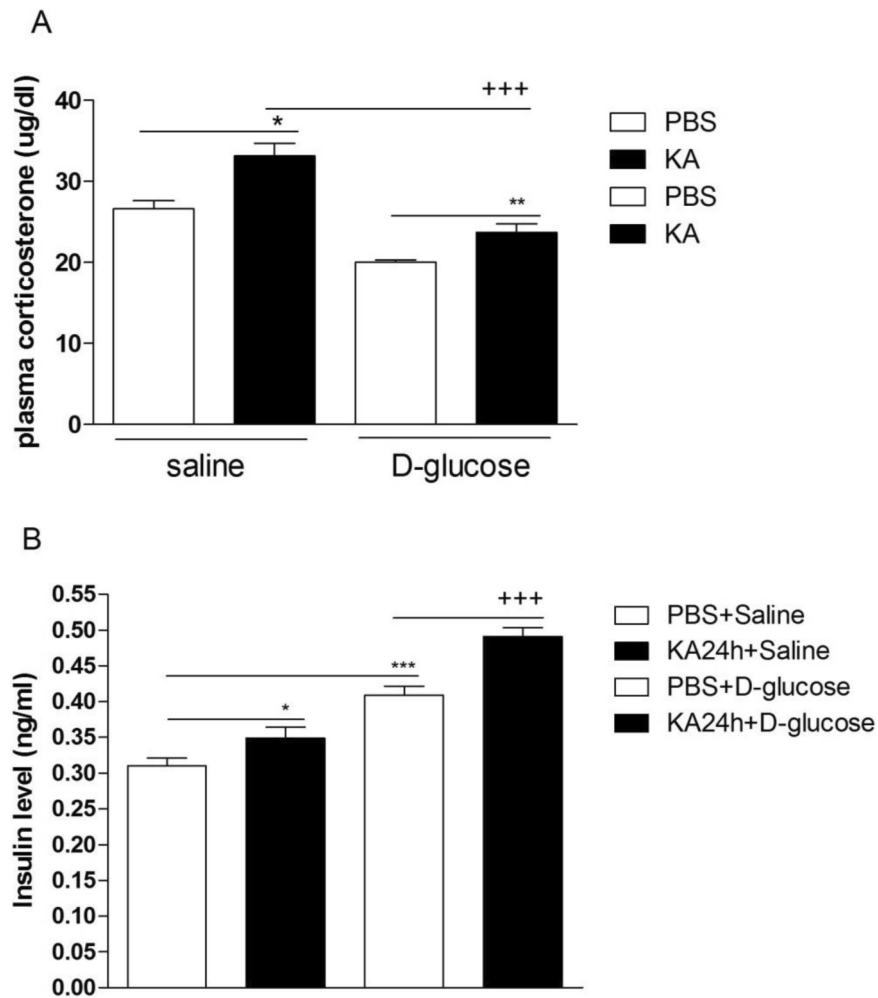 A
plasma corticosterone (ug/dl)
40
30
20
10
0
*
+++
**
saline
D-glucose
PBS
KA
PBS
KA
B
Insulin level (ng/ml)
0.55
0.50
0.45
0.40
0.35
0.30
0.25
0.20
0.15
0.10
0.05
0.00
*
***
+++
PBS+Saline
KA24h+Saline
PBS+D-glucose
KA24h+D-glucose